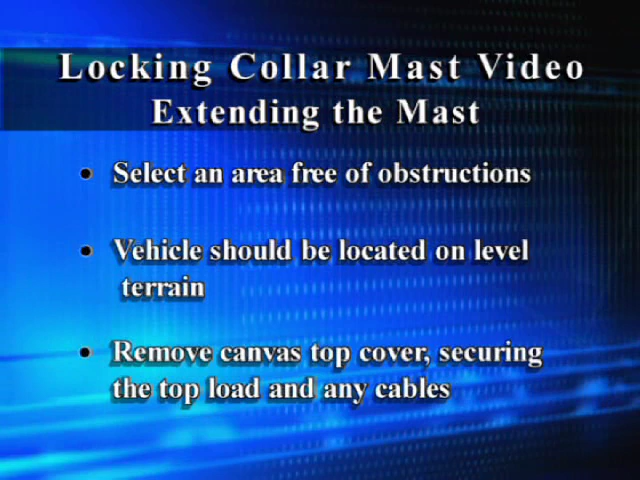 Locking Collar Mast Video
Extending the Mast
• Select an area free of obstructions
• Vehicle should be located on level
terrain
• Remove canvas top cover, securing
the top load and any cables